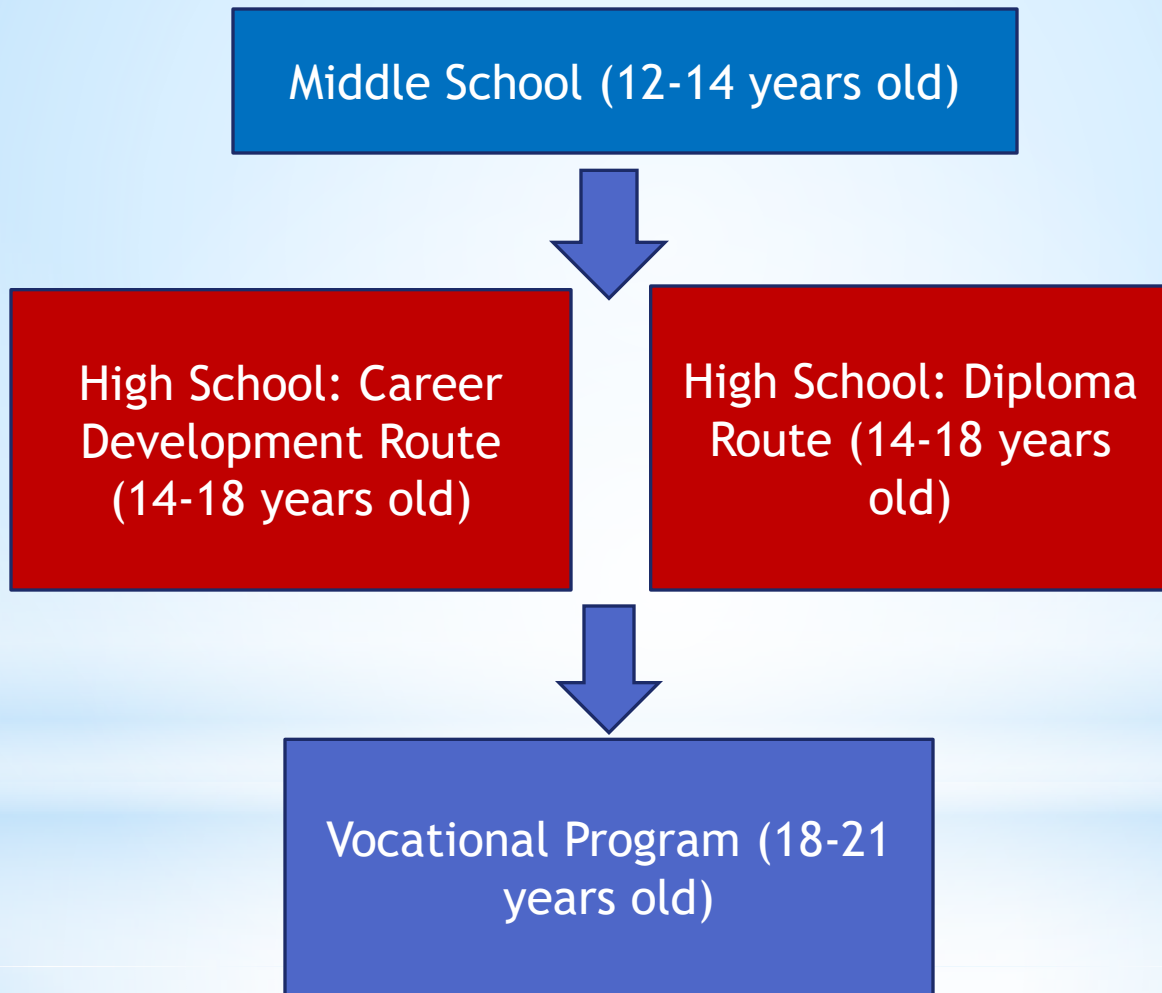 Middle School (12-14 years old)
High School: Career
Development Route
(14-18 years old)
High School: Diploma
Route (14-18 years
old)
Vocational Program (18-21
years old)